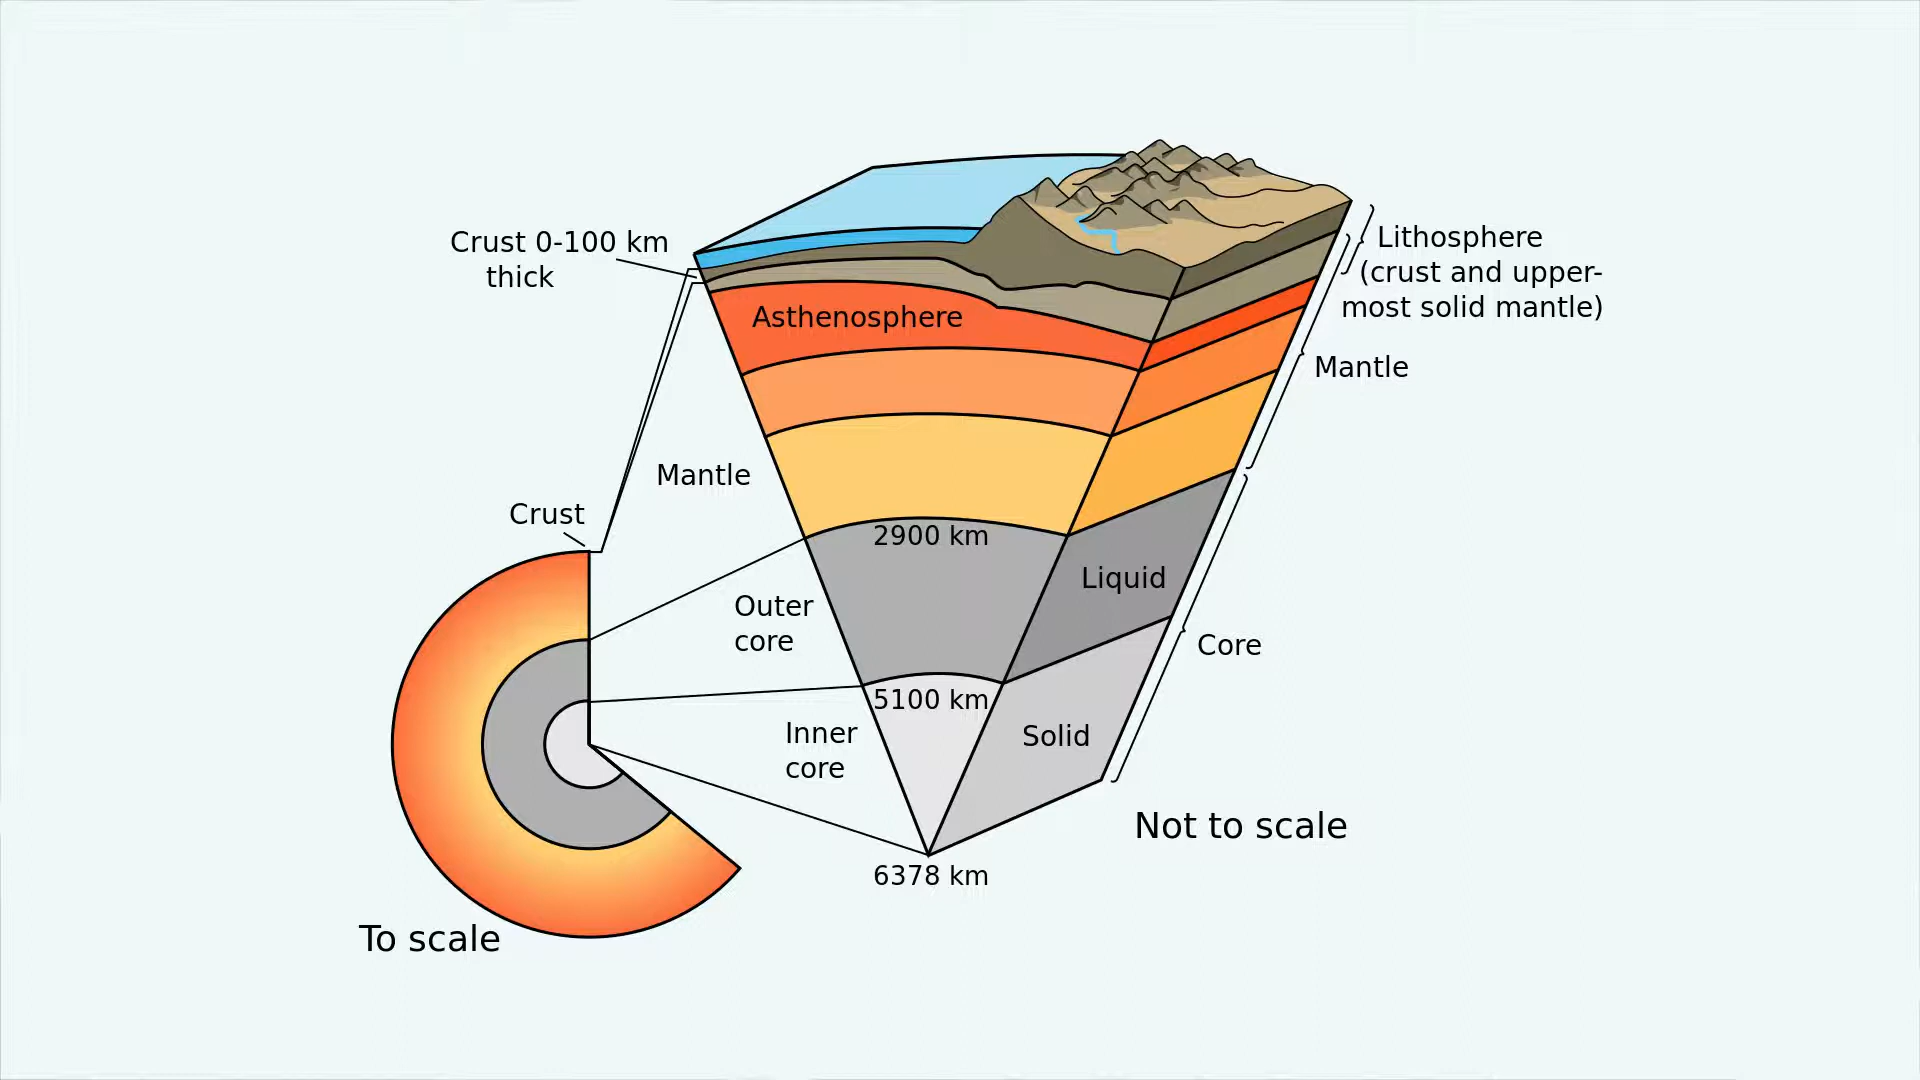 Crust 0-100 km
thick
Lithosphere
(crust and upper-
most solid mantle)
Asthenosphere
Mantle
Mantle
Crust
2900 km
Liquid
Outer
core
Core
5100 km
Inner
core
Solid
Not to scale
6378 km
To scale